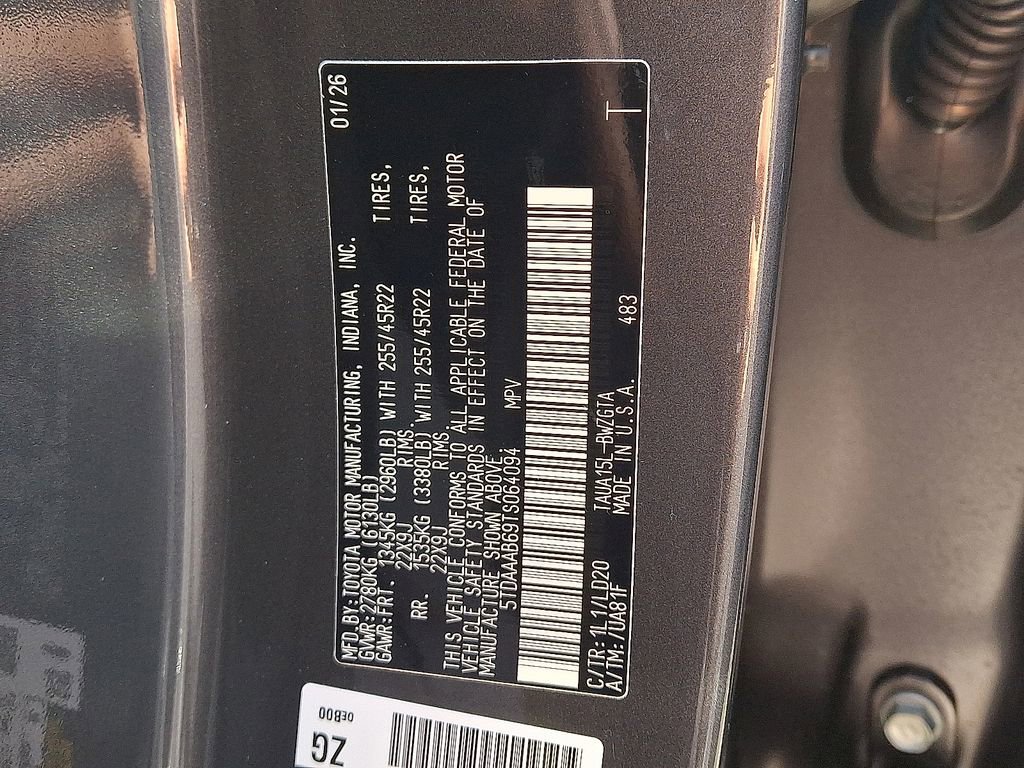 MFD.BY:TOYOTA MOTOR MANUFACTURING, INDIANA, INC. 01/26
GVWR:2780KG (6130LB)
GAWR:FRT. 1345KG (2960LB) WITH 255/45R22 TIRES,
22X9J RIMS,
RR. 1535KG (3380LB) WITH 255/45R22 TIRES,
22X9J RIMS
THIS VEHICLE CONFORMS TO ALL APPLICABLE FEDERAL MOTOR
VEHICLE SAFETY STANDARDS IN EFFECT ON THE DATE OF
MANUFACTURE SHOWN ABOVE.
5TDAAAB69TS064094 MPV
C/TR:1L1/LD20 TAUA15L-BWZGTA
A/TM:/UA81F MADE IN U.S.A. 483 T
0EB00
ZG